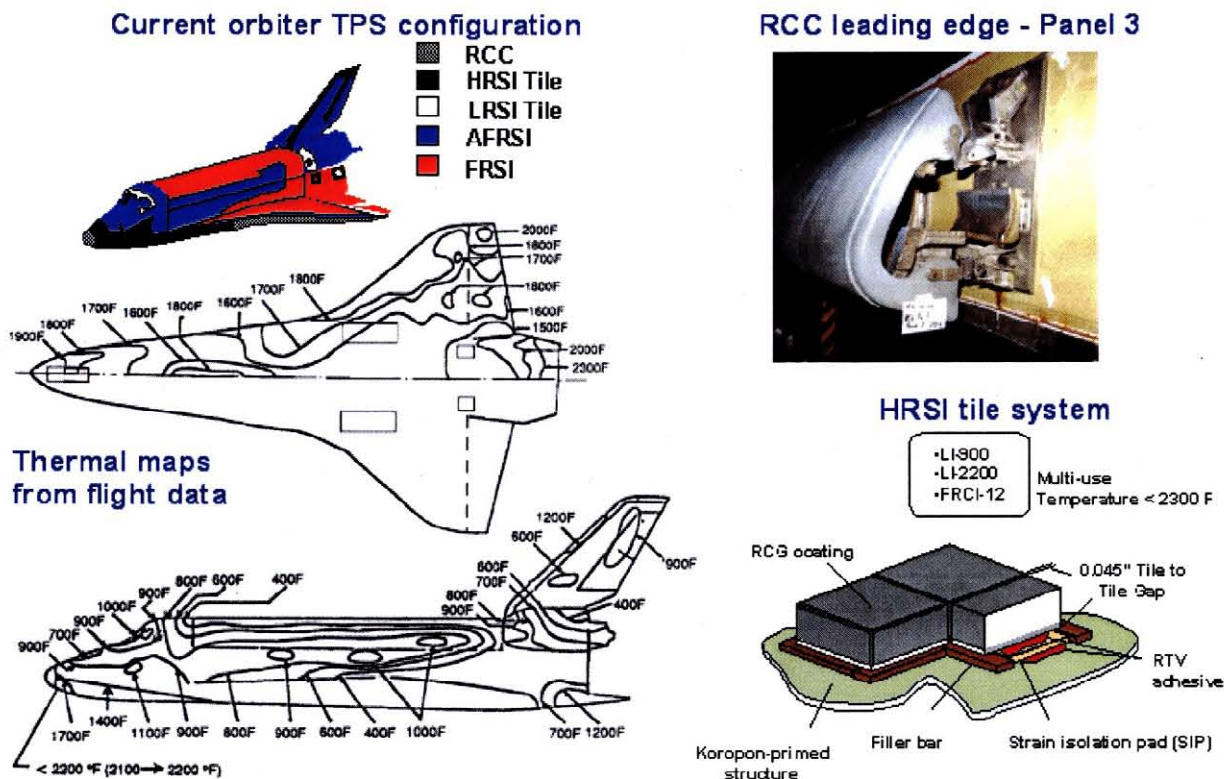 Current orbiter TPS configuration
RCC
HRSI Tile
LRSI Tile
AFRSI
FRSI
RCC leading edge - Panel 3
2000F
1800F
1700F
1800F
1700F
1600F
1800F
1600F
1700F
1800F
1900F
1800F
1600F
1500F
2000F
2300F
Thermal maps
from flight data
HRSI tile system
•LI-900
•LI-2200
•FRCI-12
Multi-use
Temperature < 2300 F
RCG coating
0.045" Tile to
Tile Gap
RTV
adhesive
Strain isolation pad (SIP)
Filler bar
Koropon-primed
structure
1200F
600F
900F
700F
800F
900F
400F
900F
800F
600F
400F
1000F
900F
700F
900F
1700F
1400F
1100F
900F
800F
900F
600F
400F
1000F
700F
1200F
(2100 → 2200 °F)